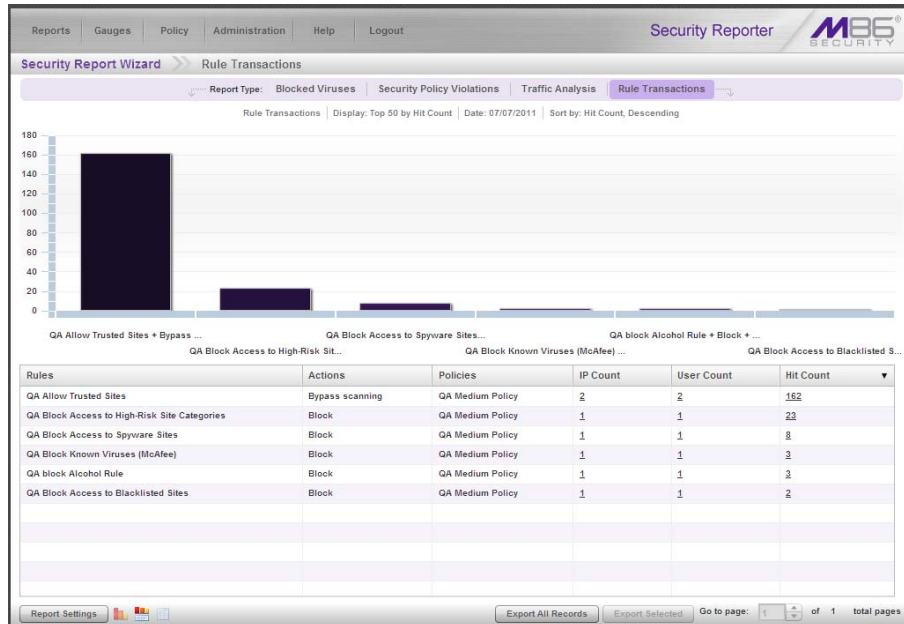 Reports Gauges Policy Administration Help Logout Security Reporter M86® SECURITY
Security Report Wizard Rule Transactions
Report Type: Blocked Viruses Security Policy Violations Traffic Analysis Rule Transactions
Rule Transactions Display: Top 50 by Hit Count Date: 07/07/2011 Sort by: Hit Count, Descending
180
160
140
120
100
80
60
40
20
0
QA Allow Trusted Sites + Bypass ... QA Block Access to Spyware Sites... QA block Alcohol Rule + Block + ...
QA Block Access to High-Risk Sit... QA Block Known Viruses (McAfee) ... QA Block Access to Blacklisted S...
Rules Actions Policies IP Count User Count Hit Count
QA Allow Trusted Sites Bypass scanning QA Medium Policy 2 2 162
QA Block Access to High-Risk Site Categories Block QA Medium Policy 1 1 23
QA Block Access to Spyware Sites Block QA Medium Policy 1 1 8
QA Block Known Viruses (McAfee) Block QA Medium Policy 1 1 3
QA block Alcohol Rule Block QA Medium Policy 1 1 3
QA Block Access to Blacklisted Sites Block QA Medium Policy 1 1 2
Report Settings Export All Records Export Selected Go to page: 1 of 1 total pages